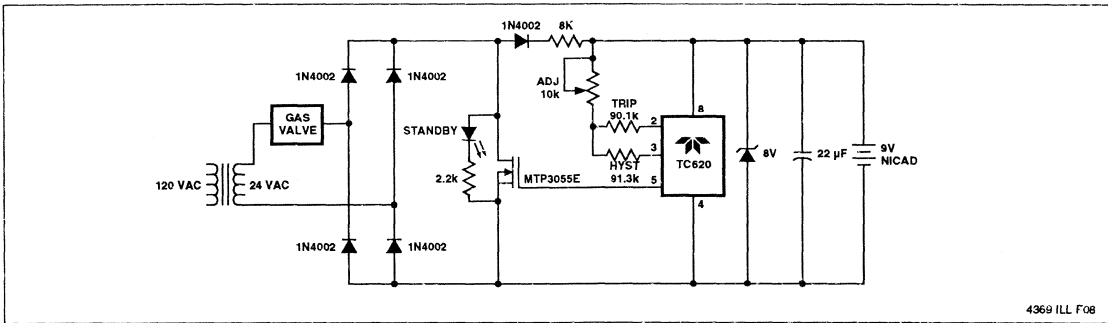 1N4002
8K
1N4002
1N4002
ADJ
10k
TRIP
90.1k
8
GAS
VALVE
STANDBY
2
3
TC620
8V
22 µF
9V
NICAD
120 VAC
24 VAC
2.2k
HYST
91.3k
MTP3055E
5
4
1N4002
1N4002
4369 ILL F08